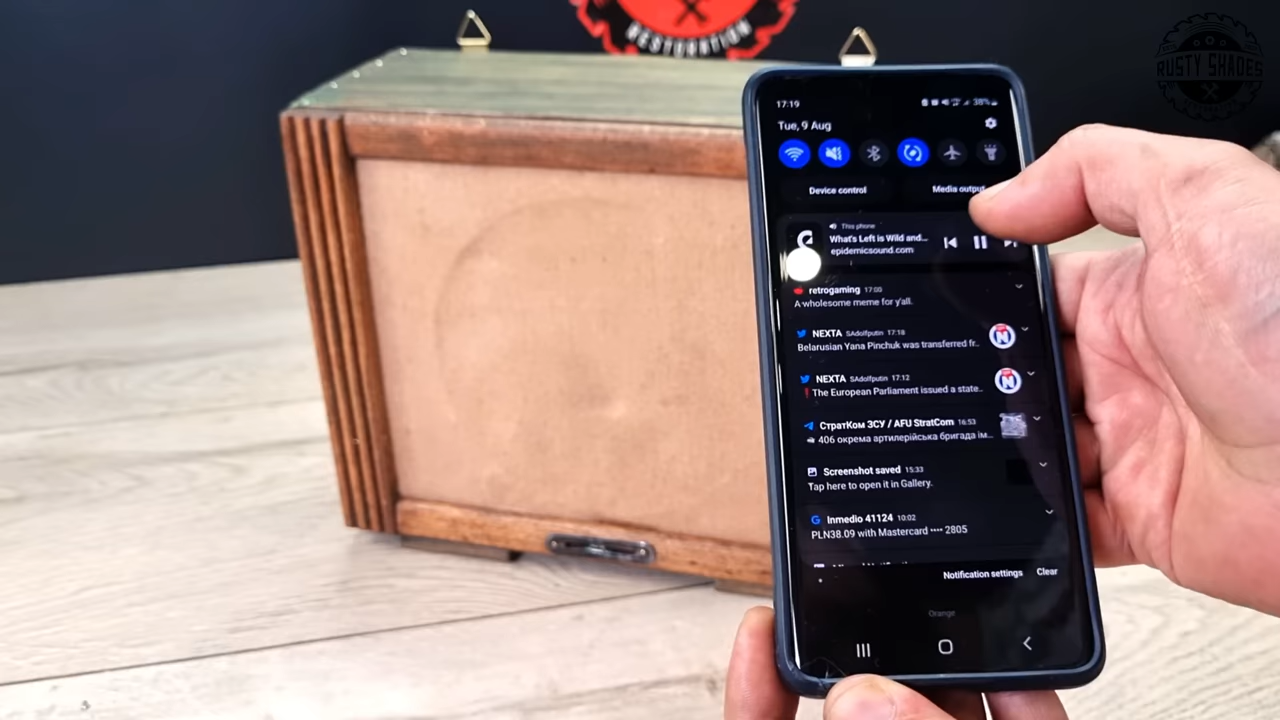 RESTORATION
RUSTY SHADES
17:19
38%
Tue, 9 Aug
Device control
Media output
This phone
What's Left is Wild and...
epidemicsound.com
retrogaming 17:00
A wholesome meme for y'all.
NEXTA SAdolfputin 17:18
Belarusian Yana Pinchuk was transferred fr..
NEXTA SAdolfputin 17:12
❗The European Parliament issued a state..
СтратКом ЗСУ / AFU StratCom 16:53
406 окрема артилерійська бригада ім...
Screenshot saved 15:33
Tap here to open it in Gallery.
G Inmedio 41124 10:02
PLN38.09 with Mastercard •••• 2805
Notification settings
Clear
Orange